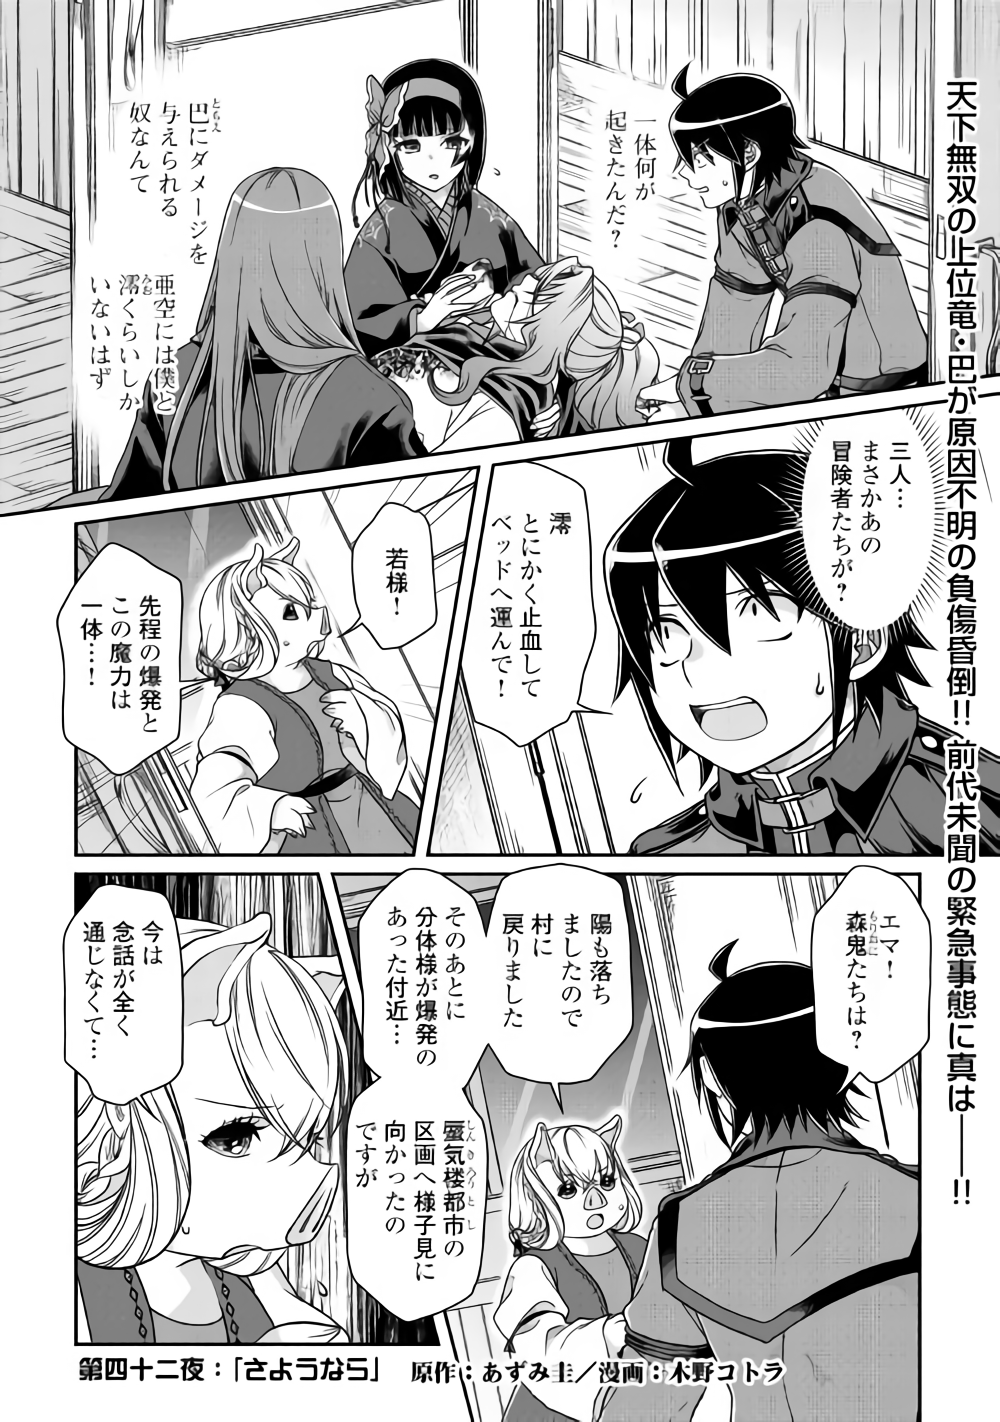 天下無双の上位竜・巴が原因不明の負傷昏倒!! 前代未聞の緊急事態に真は──!!
一体何が
起きたんだ?
巴にダメージを
与えられる
奴なんて
亜空には僕と
澪くらいしか
いないはず
三人…
まさかあの
冒険者たちが?
澪
とにかく止血して
ベッドへ運んで!
若様!
先程の爆発と
この魔力は
一体…!
エマ!
森鬼たちは?
陽も落ち
ましたので
村に
戻りました
そのあとに
分体様が爆発の
あった付近…
蜃気楼都市の
区画へ様子見に
向かったの
ですが
今は
念話が全く
通じなくて…
第四十二夜:「さようなら」 原作:あずみ圭/漫画:木野コトラ